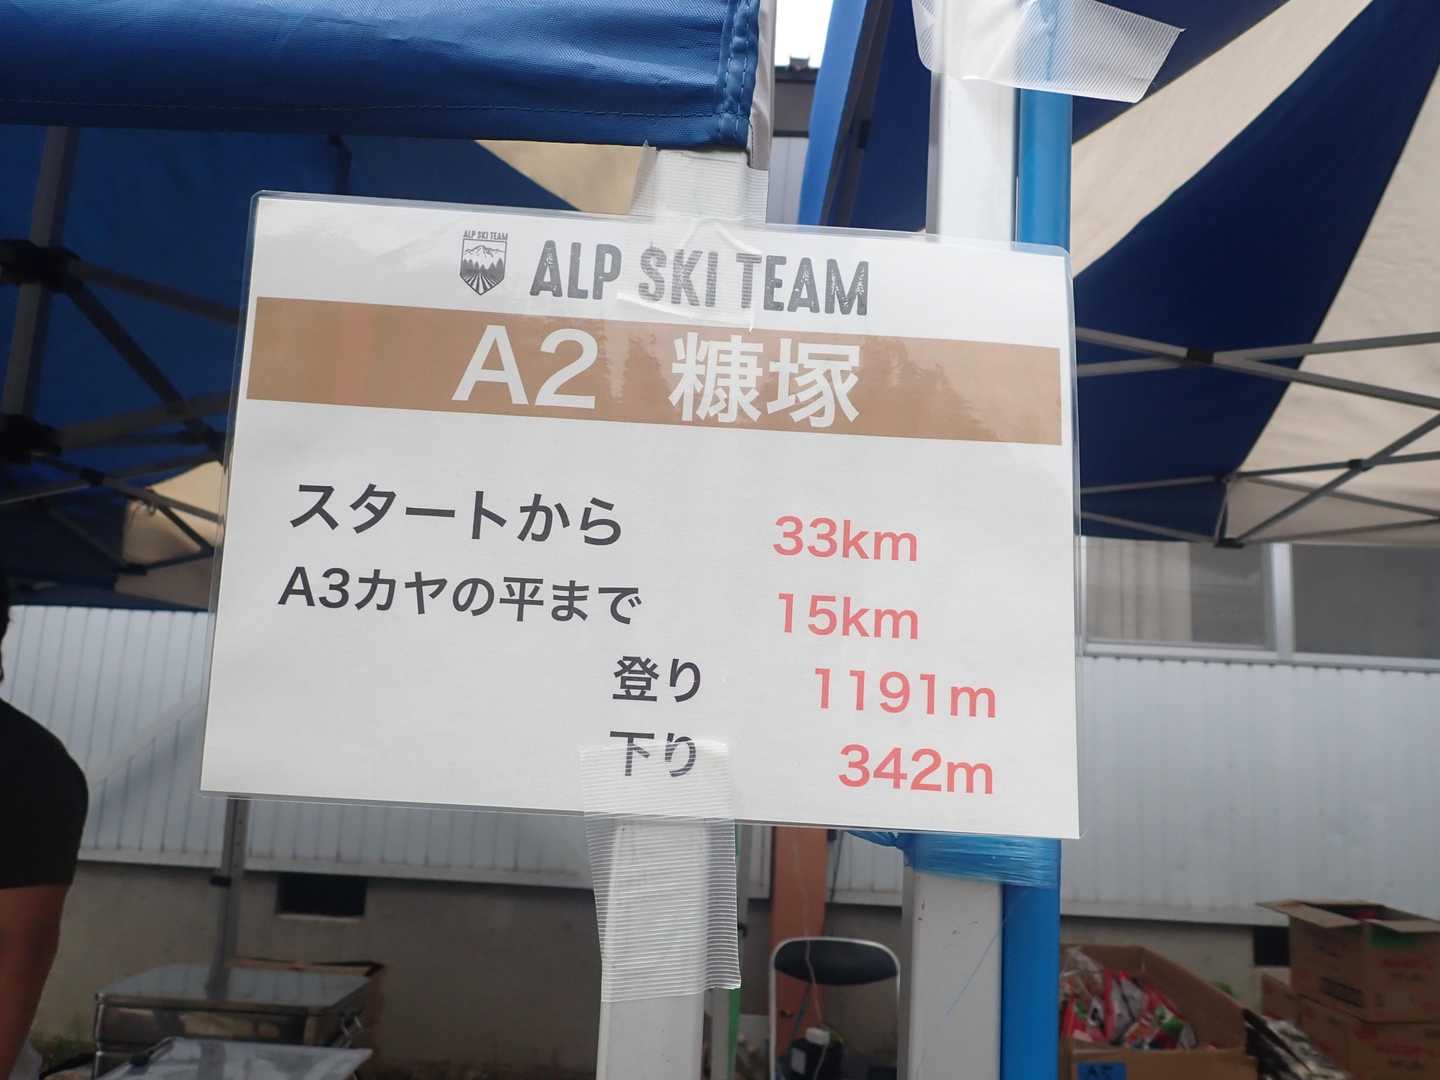 ALP SKI TEAM
ALP SKI TEAM
A2 糠塚
スタートから 33km
A3カヤの平まで 15km
登り 1191m
下り 342m